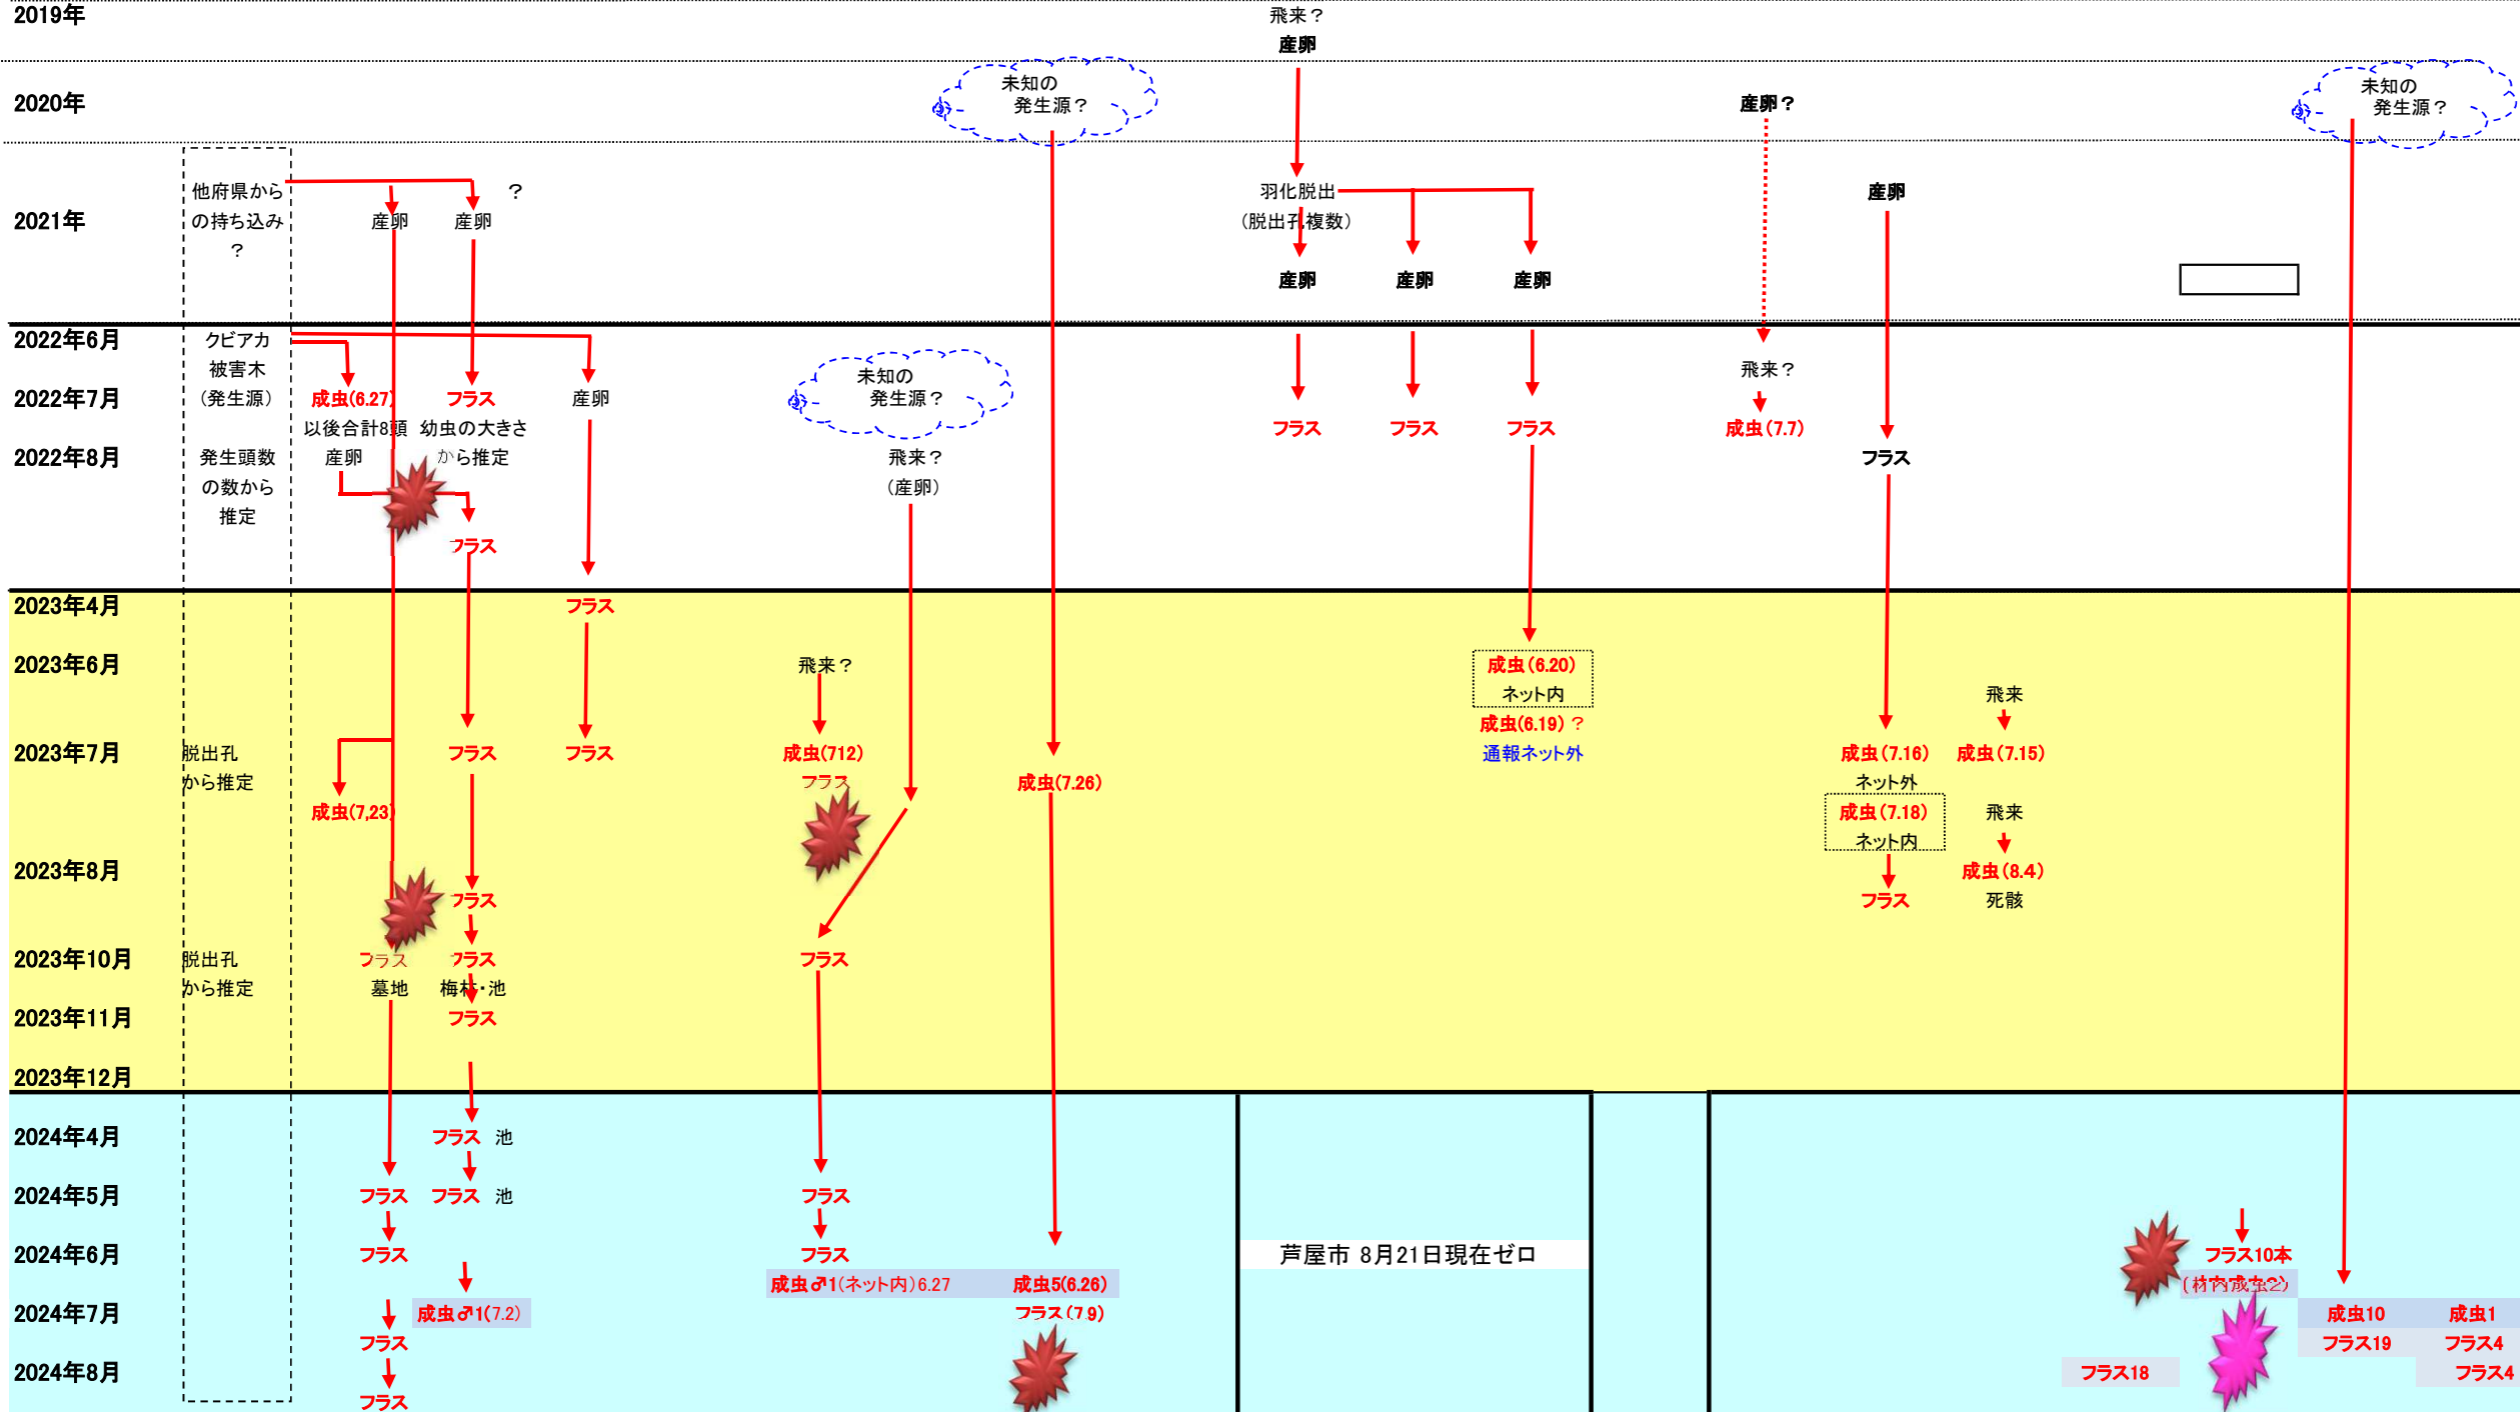 2019年
飛来？
産卵
2020年
未知の
発生源？
産卵？
未知の
発生源？
2021年
他府県から
の持ち込み
？
産卵
産卵
？
羽化脱出
（脱出孔複数）
産卵
産卵
産卵
産卵
2022年6月
クビアカ
被害木
（発生源）
2022年7月
成虫(6.27)
以後合計8頭
フラス
幼虫の大きさ
から推定
産卵
未知の
発生源？
フラス
フラス
フラス
飛来？
成虫(7.7)
2022年8月
発生頭数
の数から
推定
産卵
フラス
飛来？
（産卵）
フラス
2023年4月
フラス
2023年6月
飛来？
成虫(6.20)
ネット内
成虫(6.19)？
通報ネット外
飛来
2023年7月
脱出孔
から推定
成虫(7,23)
フラス
フラス
成虫(712)
フラス
成虫(7.26)
成虫(7.16)
ネット外
成虫(7.18)
ネット内
成虫(7.15)
飛来
2023年8月
フラス
フラス
成虫(8.4)
死骸
2023年10月
脱出孔
から推定
フラス
墓地
フラス
梅林・池
フラス
2023年11月
フラス
2023年12月
2024年4月
フラス 池
2024年5月
フラス
フラス 池
フラス
2024年6月
フラス
フラス
成虫♂1(ネット内)6.27
成虫5(6.26)
芦屋市 8月21日現在ゼロ
フラス10本
(材内成虫2)
2024年7月
成虫♂1(7.2)
フラス
フラス(7.9)
成虫10
成虫1
フラス19
フラス4
2024年8月
フラス
フラス18
フラス4